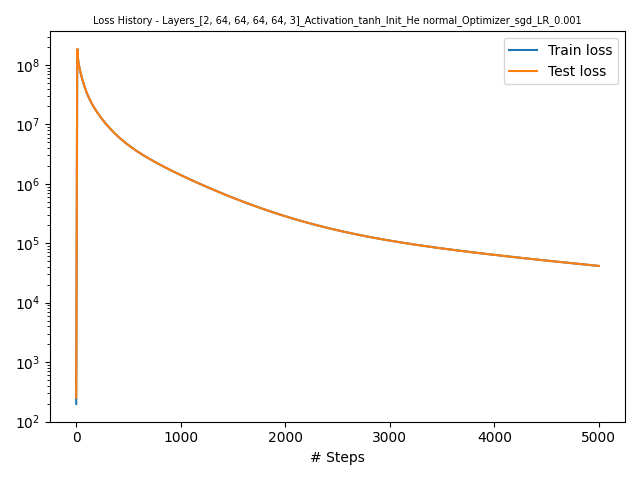 Loss History - Layers_[2, 64, 64, 64, 64, 3]_Activation_tanh_Init_He normal_Optimizer_sgd_LR_0.001
Train loss
Test loss
10^8
10^7
10^6
10^5
10^4
10^3
10^2
0 1000 2000 3000 4000 5000
# Steps